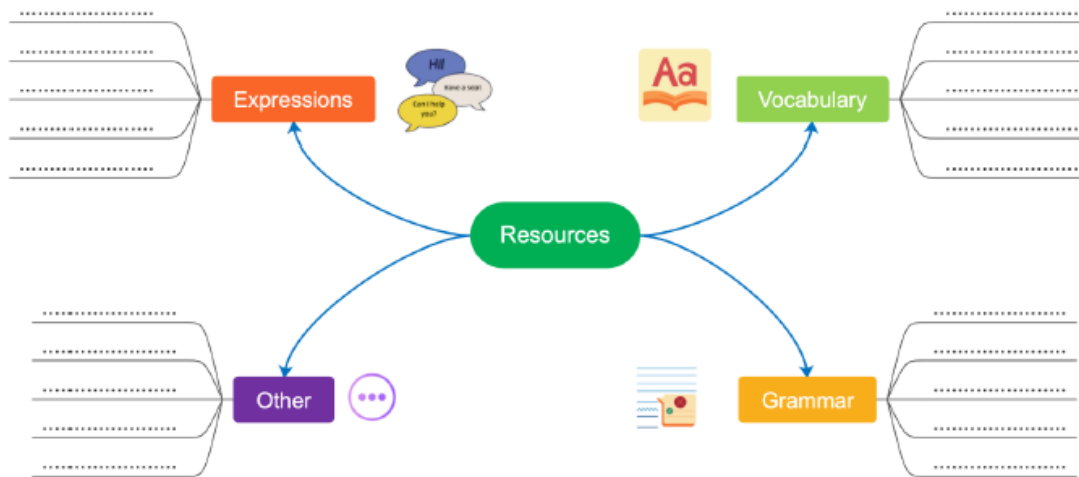 Hi!
Have a seat!
Can I help
you?
Aa
Expressions
Vocabulary
Resources
Other
Grammar